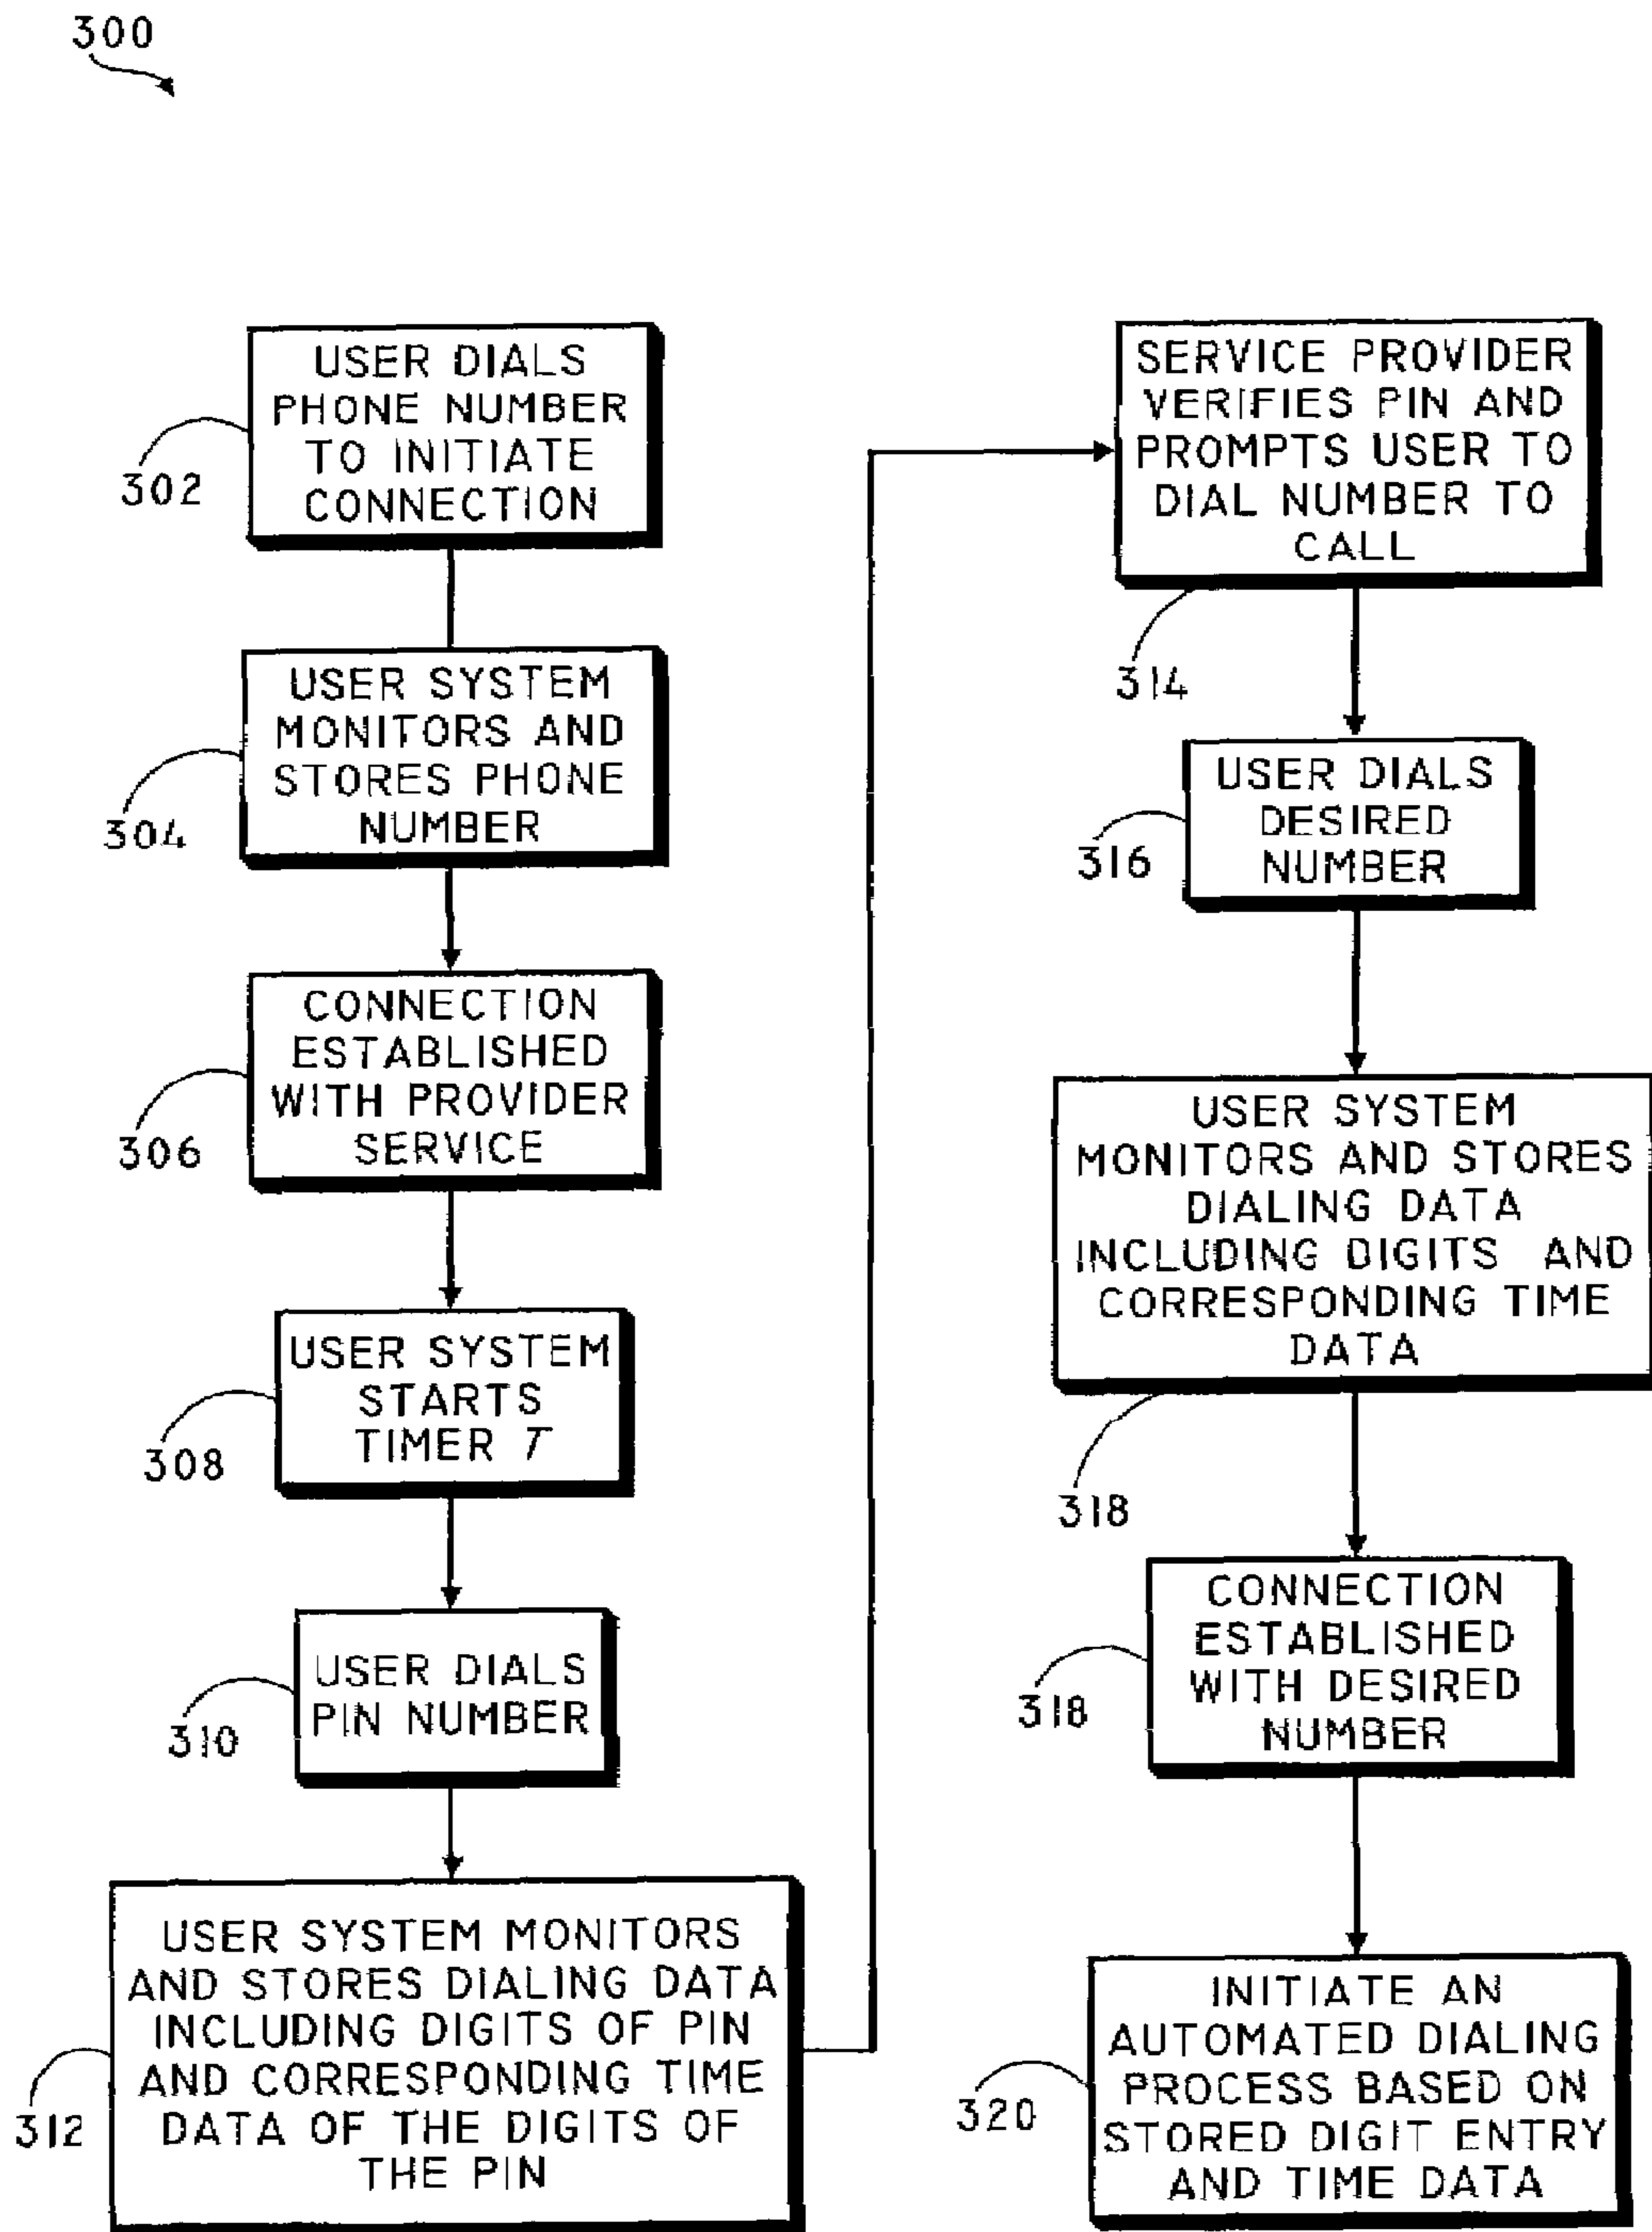 300
USER DIALS
PHONE NUMBER
TO INITIATE
CONNECTION
302
USER SYSTEM
MONITORS AND
STORES PHONE
NUMBER
304
CONNECTION
ESTABLISHED
WITH PROVIDER
SERVICE
306
USER SYSTEM
STARTS
TIMER T
308
USER DIALS
PIN NUMBER
310
USER SYSTEM MONITORS
AND STORES DIALING DATA
INCLUDING DIGITS OF PIN
AND CORRESPONDING TIME
DATA OF THE DIGITS OF
THE PIN
312
SERVICE PROVIDER
VERIFIES PIN AND
PROMPTS USER TO
DIAL NUMBER TO
CALL
314
USER DIALS
DESIRED
NUMBER
316
USER SYSTEM
MONITORS AND STORES
DIALING DATA
INCLUDING DIGITS AND
CORRESPONDING TIME
DATA
318
CONNECTION
ESTABLISHED
WITH DESIRED
NUMBER
318
INITIATE AN
AUTOMATED DIALING
PROCESS BASED ON
STORED DIGIT ENTRY
AND TIME DATA
320